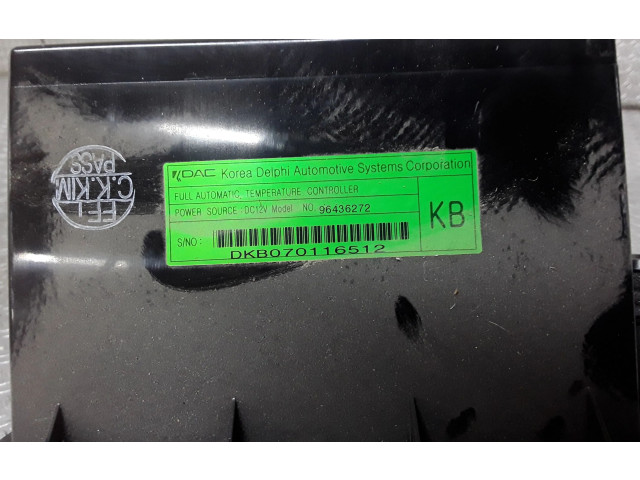 KDAC Korea Delphi Automotive Systems Corporation
FULL AUTOMATIC TEMPERATURE CONTROLLER
POWER SOURCE :DC12V Model NO. 96436272
KB
S/NO :
DKB070116512
C.K.KIM
PASS